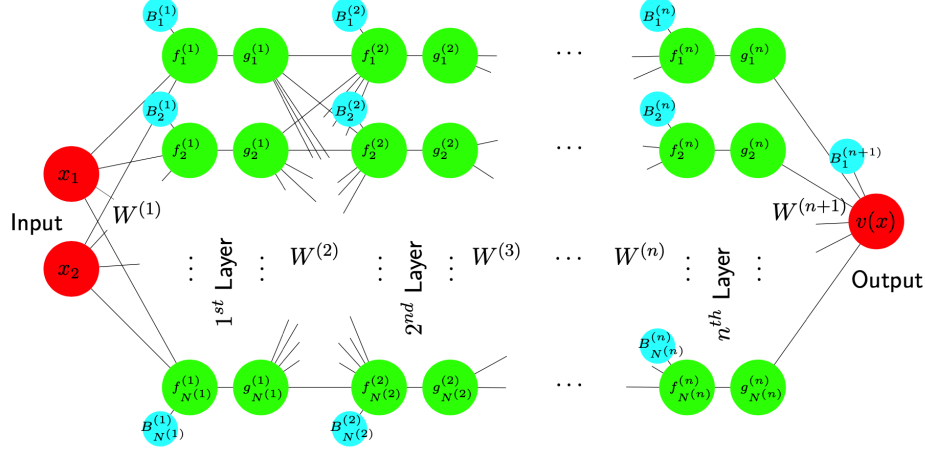 B_1^{(1)} B_1^{(2)} B_1^{(n)}
f_1^{(1)} g_1^{(1)} f_1^{(2)} g_1^{(2)} ⋯ f_1^{(n)} g_1^{(n)}
B_2^{(1)} B_2^{(2)} B_2^{(n)}
f_2^{(1)} g_2^{(1)} f_2^{(2)} g_2^{(2)} ⋯ f_2^{(n)} g_2^{(n)}
B_1^{(n+1)}
x_1
W^{(1)} W^{(n+1)}
Input v(x)
W^{(2)} W^{(3)} ⋯ W^{(n)}
x_2 ⋮ 1^{st} Layer ⋮ ⋮ 2^{nd} Layer ⋮ ⋮ n^{th} Layer ⋮
Output
B_{N^{(n)}}^{(n)}
f_{N^{(1)}}^{(1)} g_{N^{(1)}}^{(1)} f_{N^{(2)}}^{(2)} g_{N^{(2)}}^{(2)} ⋯ f_{N^{(n)}}^{(n)} g_{N^{(n)}}^{(n)}
B_{N^{(1)}}^{(1)} B_{N^{(2)}}^{(2)}